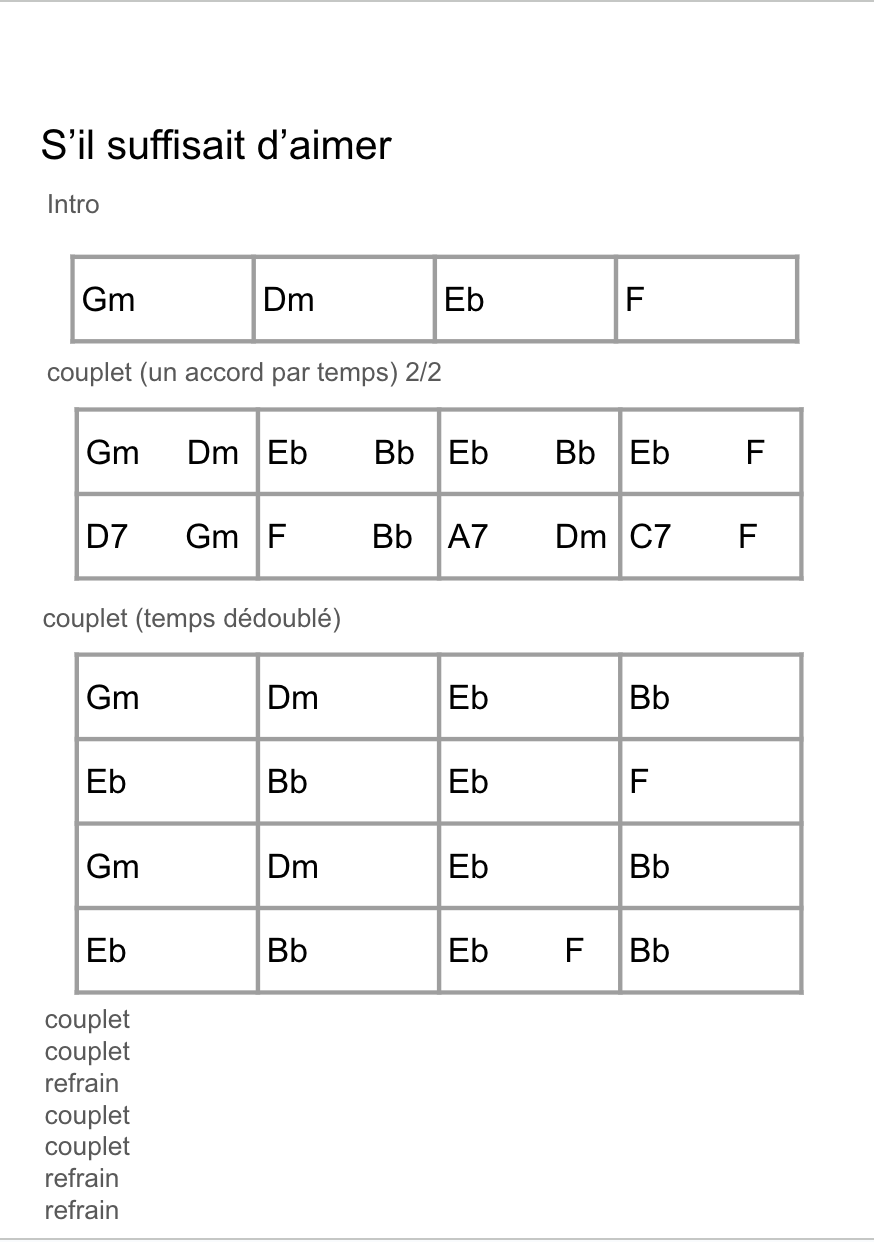 S’il suffisait d’aimer
Intro
Gm Dm Eb F
couplet (un accord par temps) 2/2
Gm Dm Eb Bb Eb Bb Eb F
D7 Gm F Bb A7 Dm C7 F
couplet (temps dédoublé)
Gm Dm Eb Bb
Eb Bb Eb F
Gm Dm Eb Bb
Eb Bb Eb F Bb
couplet
couplet
refrain
couplet
couplet
refrain
refrain